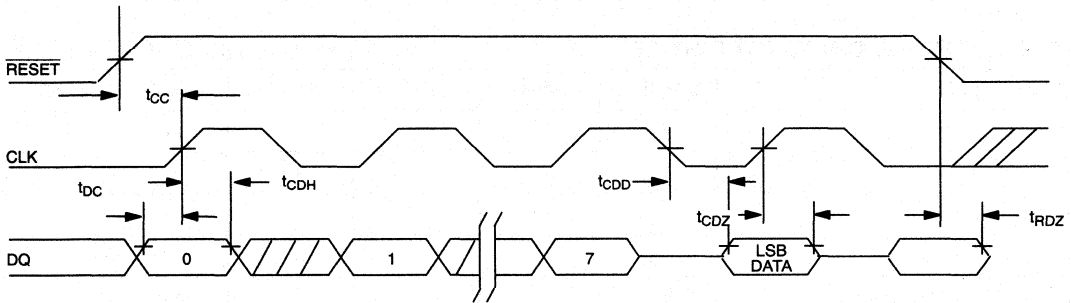 RESET
tCC
CLK
tDC
tCDH
tCDD
tCDZ
tRDZ
DQ
0
1
7
LSB
DATA